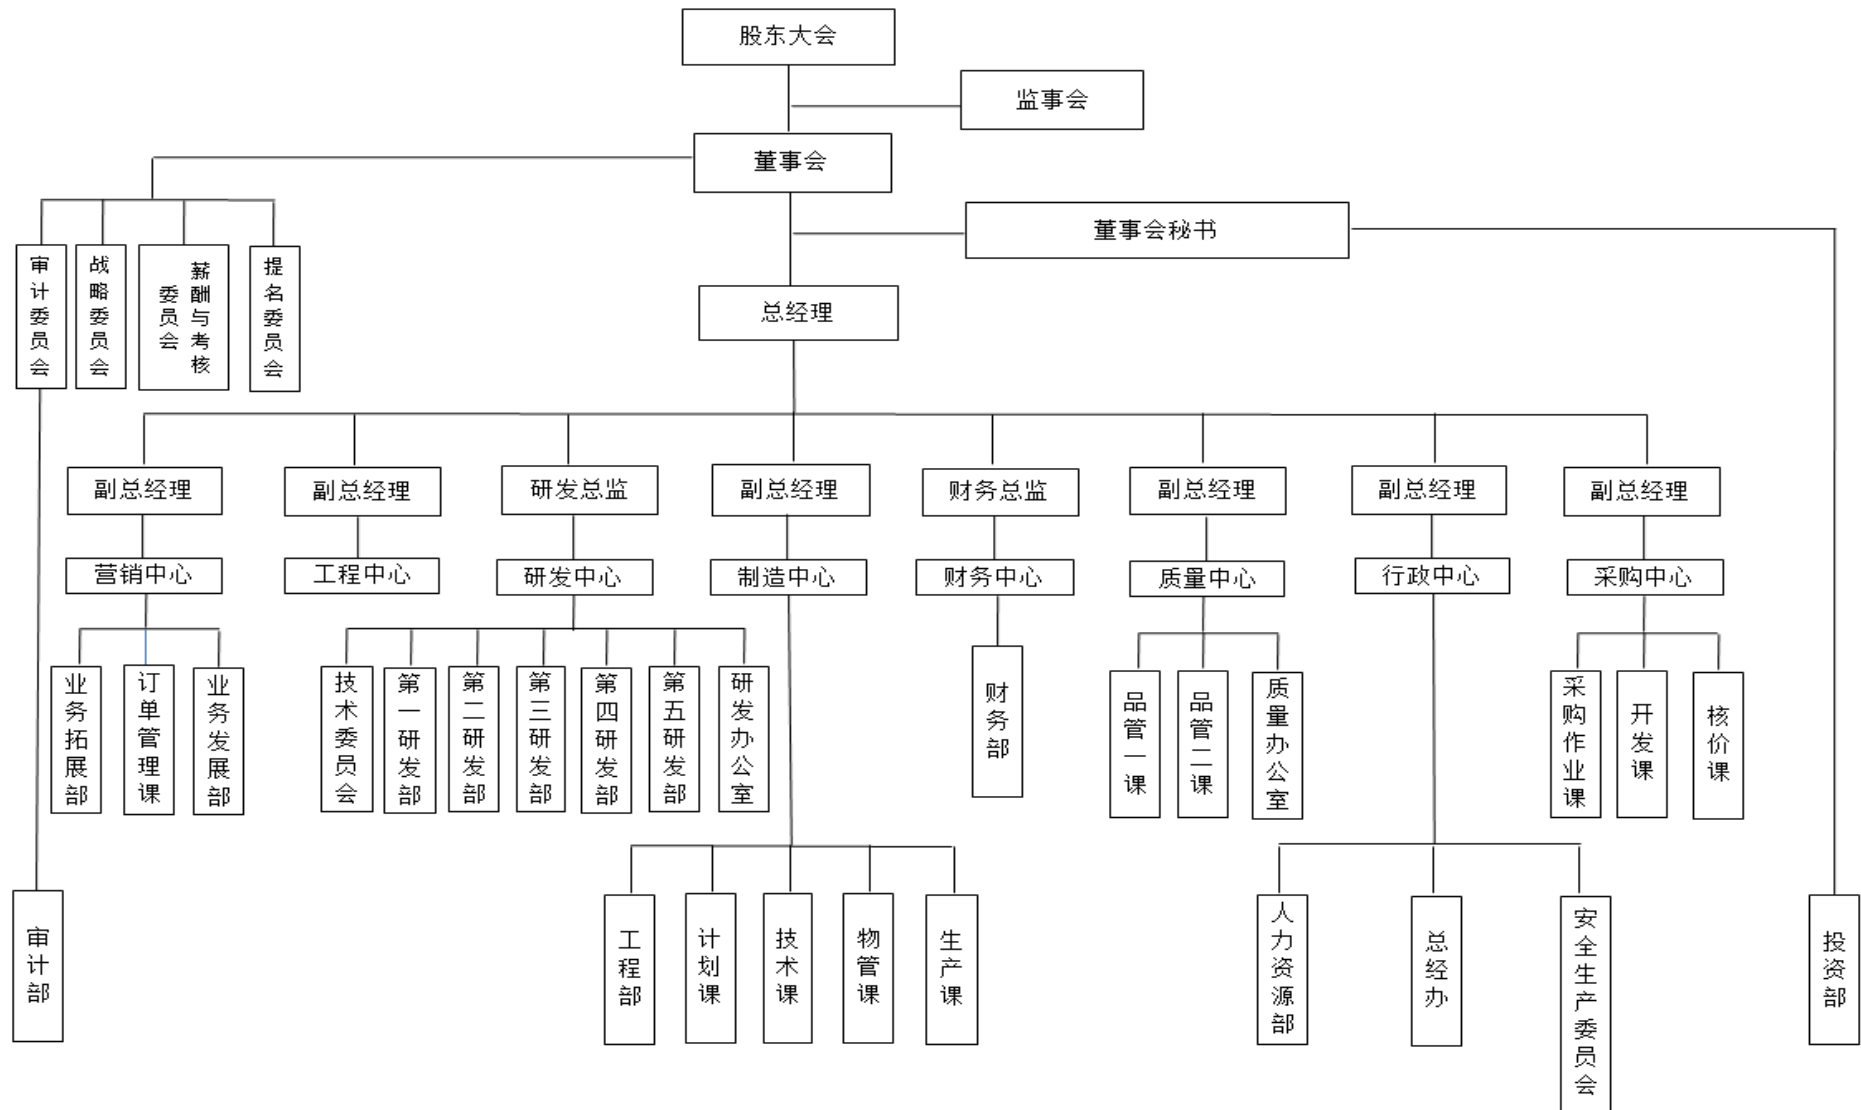 股东大会
监事会
董事会
董事会秘书
总经理
审计委员会
战略委员会
薪酬与考核
委员会
提名委员会
副总经理
副总经理
研发总监
副总经理
财务总监
副总经理
副总经理
副总经理
营销中心
工程中心
研发中心
制造中心
财务中心
质量中心
行政中心
采购中心
业务拓展部
订单管理课
业务发展部
技术委员会
第一研发部
第二研发部
第三研发部
第四研发部
第五研发部
研发办公室
财务部
品管一课
品管二课
质量办公室
采购作业课
开发课
核价课
审计部
工程部
计划课
技术课
物管课
生产课
人力资源部
总经办
安全生产委员会
投资部